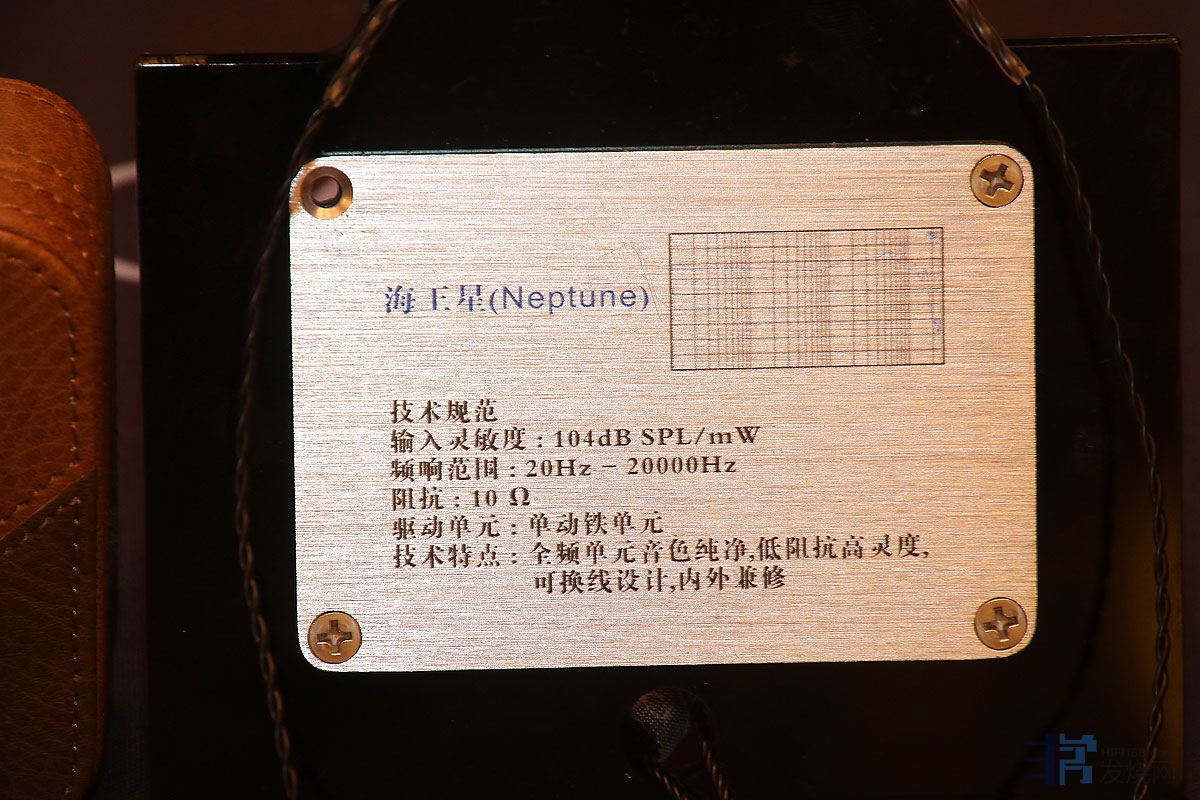 海王星(Neptune)
技术规范
输入灵敏度：104dB SPL/mW
频响范围：20Hz － 20000Hz
阻抗：10 Ω
驱动单元：单动铁单元
技术特点：全频单元音色纯净,低阻抗高灵度,
可换线设计,内外兼修
发烧网